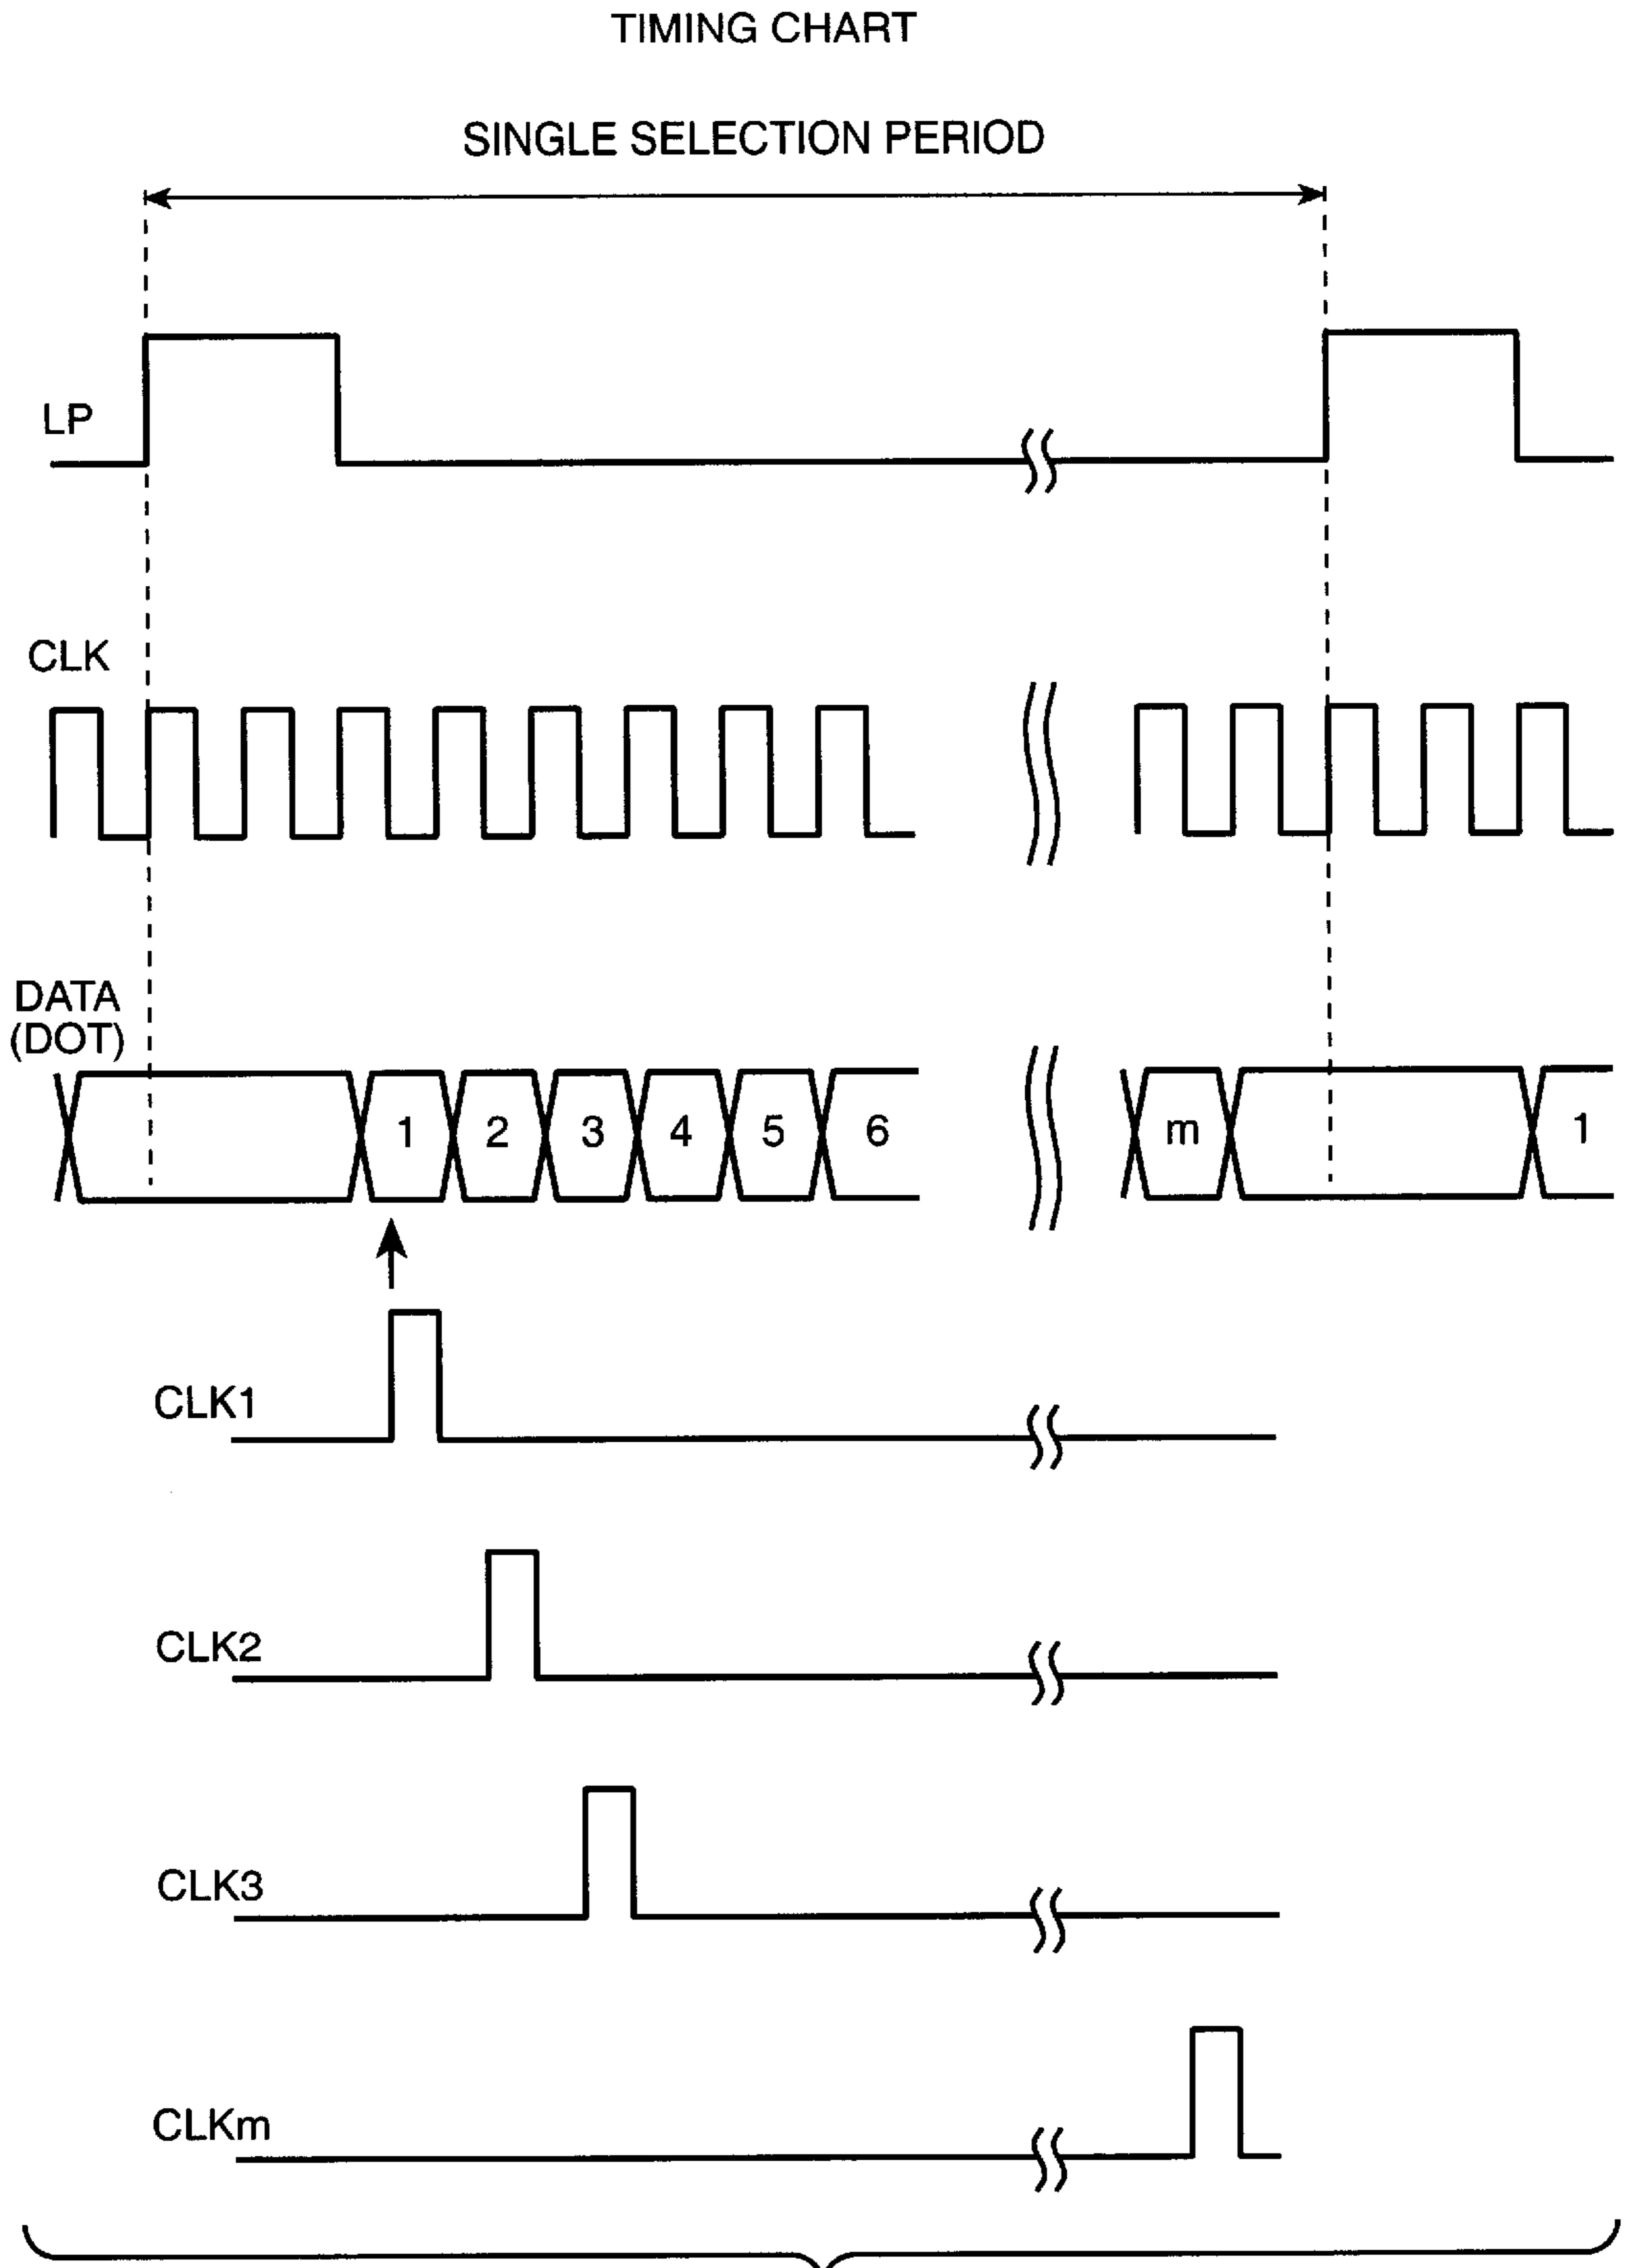 TIMING CHART
SINGLE SELECTION PERIOD
LP
CLK
DATA
(DOT)
1 2 3 4 5 6 m 1
CLK1
CLK2
CLK3
CLKm